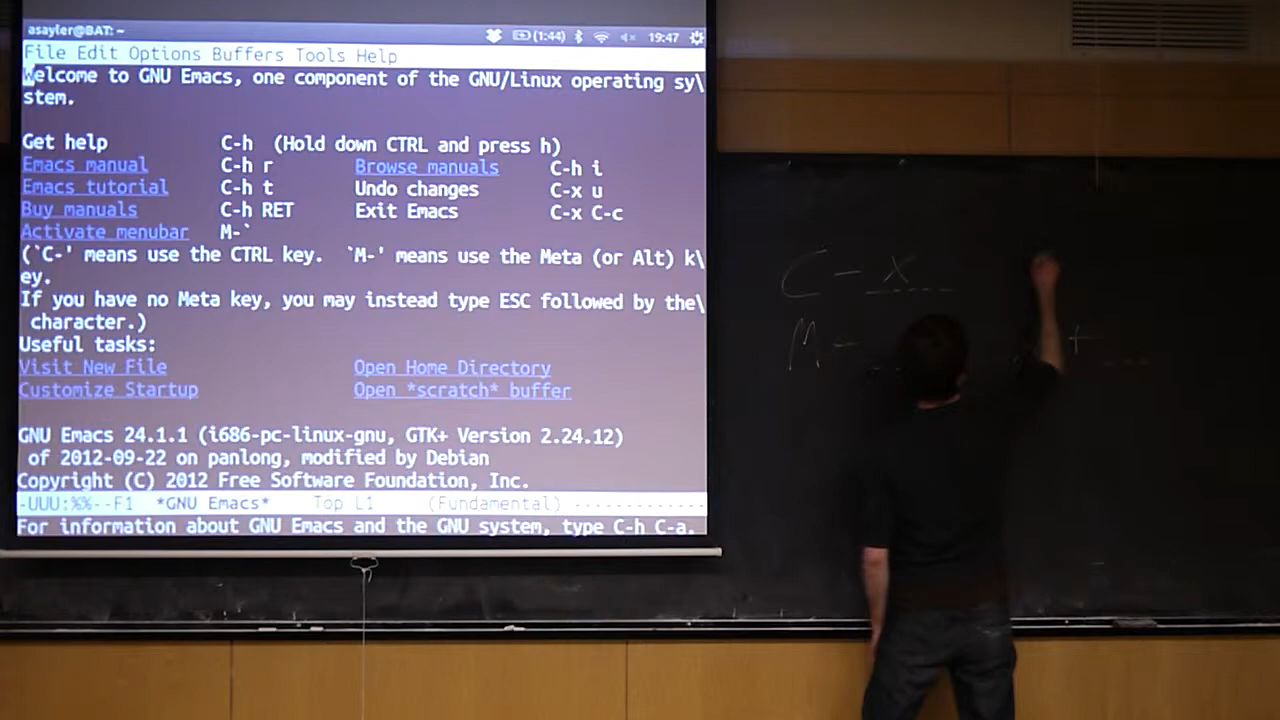 asayler@BAT: ~ (1:44) 19:47
File Edit Options Buffers Tools Help
Welcome to GNU Emacs, one component of the GNU/Linux operating sy\
stem.
Get help C-h (Hold down CTRL and press h)
Emacs manual C-h r Browse manuals C-h i
Emacs tutorial C-h t Undo changes C-x u
Buy manuals C-h RET Exit Emacs C-x C-c
Activate menubar M-`
(`C-' means use the CTRL key. `M-' means use the Meta (or Alt) k\
ey.
If you have no Meta key, you may instead type ESC followed by the\
character.)
Useful tasks:
Visit New File Open Home Directory
Customize Startup Open *scratch* buffer
GNU Emacs 24.1.1 (i686-pc-linux-gnu, GTK+ Version 2.24.12)
of 2012-09-22 on panlong, modified by Debian
Copyright (C) 2012 Free Software Foundation, Inc.
-UUU:%%--F1 *GNU Emacs* Top L1 (Fundamental) ------------
For information about GNU Emacs and the GNU system, type C-h C-a.
C - x
M - + ...